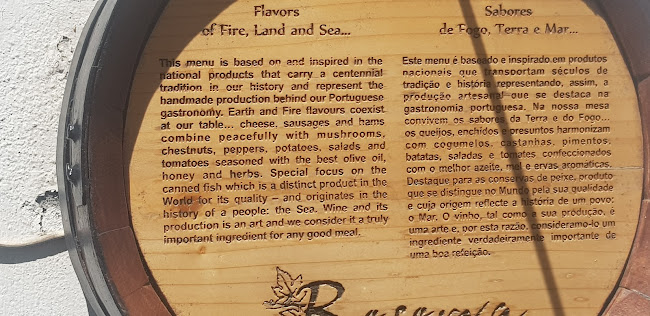 Flavors
of Fire, Land and Sea...
This menu is based on and inspired in the
national products that carry a centennial
tradition in our history and represent the
handmade production behind our Portuguese
gastronomy. Earth and Fire flavours coexist
at our table... cheese, sausages and hams
combine peacefully with mushrooms,
chestnuts, peppers, potatoes, salads and
tomatoes seasoned with the best olive oil,
honey and herbs. Special focus on the
canned fish which is a distinct product in the
World for its quality – and originates in the
history of a people: the Sea. Wine and its
production is an art and we consider it a truly
important ingredient for any good meal.
Sabores
de Fogo, Terra e Mar...
Este menu é baseado e inspirado em produtos
nacionais que transportam séculos de
tradição e história representando, assim, a
produção artesanal que se destaca na
gastronomia portuguesa. Na nossa mesa
convivem os sabores da Terra e do Fogo...
os queijos, enchidos e presuntos harmonizam
com cogumelos, castanhas, pimentos,
batatas, saladas e tomates confeccionados
com o melhor azeite, mel e ervas aromáticas.
Destaque para as conservas de peixe, produto
que se distingue no Mundo pela sua qualidade
e cuja origem reflecte a história de um povo:
o Mar. O vinho, tal como a sua produção, é
uma arte e, por esta razão, consideramo-lo um
ingrediente verdadeiramente importante de
uma boa refeição.